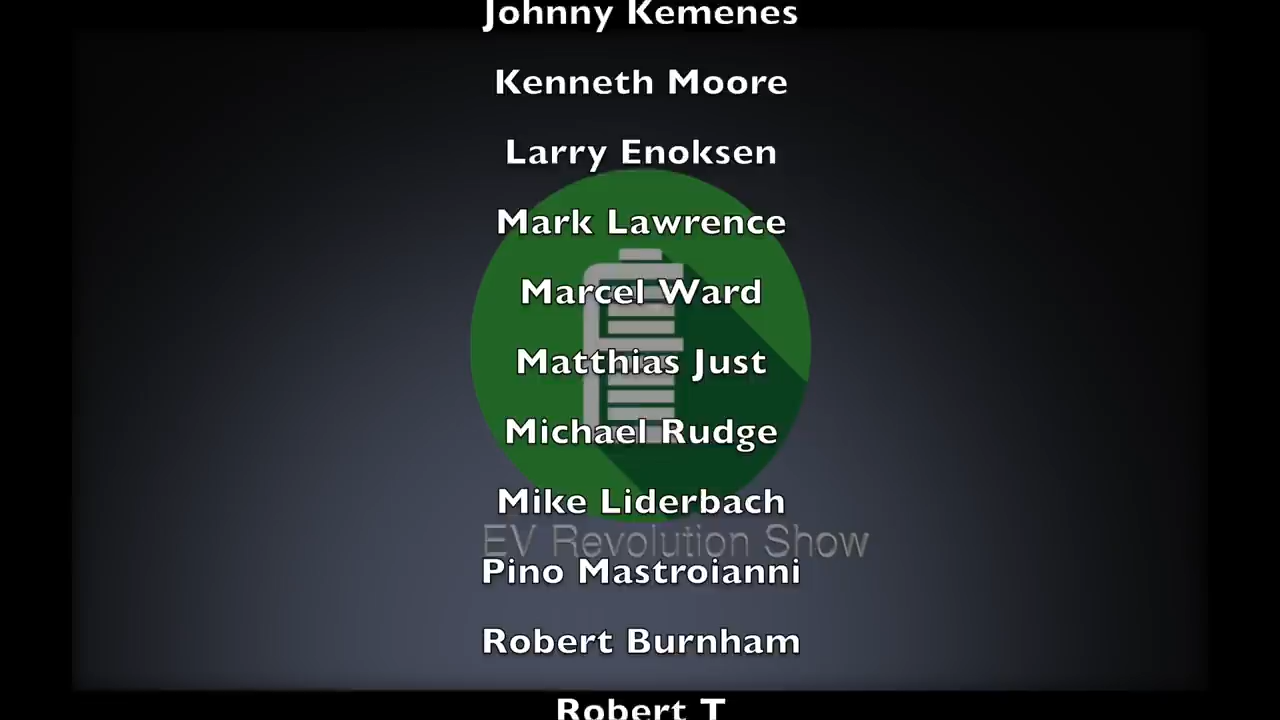 Johnny Kemenes
Kenneth Moore
Larry Enoksen
Mark Lawrence
Marcel Ward
Matthias Just
Michael Rudge
Mike Liderbach
EV Revolution Show
Pino Mastroianni
Robert Burnham
Robert T